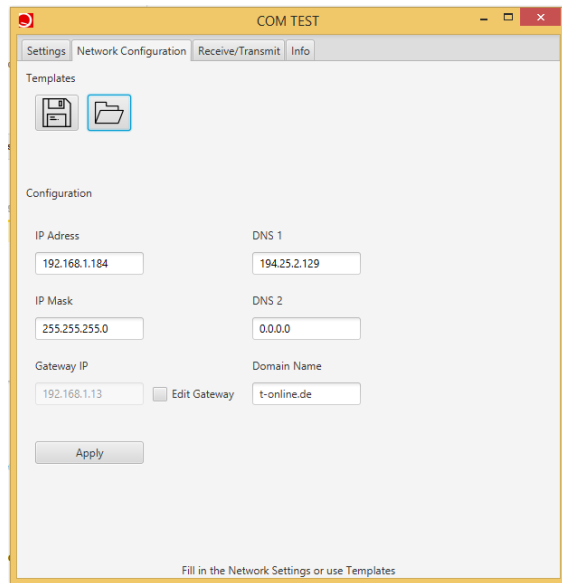 COM TEST
Settings Network Configuration Receive/Transmit Info
Templates
Configuration
IP Adress DNS 1
192.168.1.184 194.25.2.129
IP Mask DNS 2
255.255.255.0 0.0.0.0
Gateway IP Domain Name
192.168.1.13 Edit Gateway t-online.de
Apply
Fill in the Network Settings or use Templates